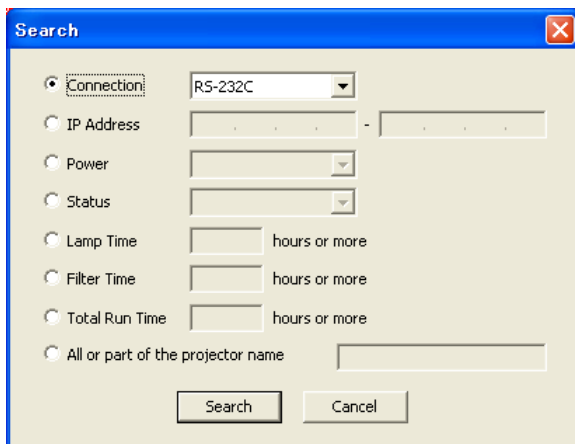 Search
Connection RS-232C
IP Address . . . - . . .
Power
Status
Lamp Time hours or more
Filter Time hours or more
Total Run Time hours or more
All or part of the projector name
Search Cancel